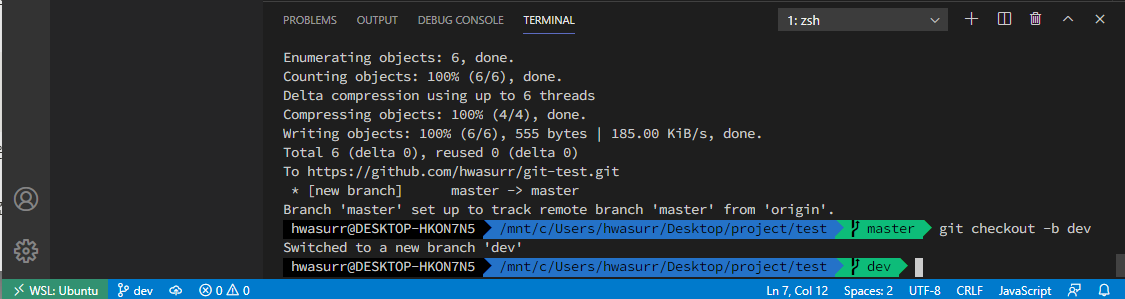 PROBLEMS OUTPUT DEBUG CONSOLE TERMINAL 1: zsh
Enumerating objects: 6, done.
Counting objects: 100% (6/6), done.
Delta compression using up to 6 threads
Compressing objects: 100% (4/4), done.
Writing objects: 100% (6/6), 555 bytes | 185.00 KiB/s, done.
Total 6 (delta 0), reused 0 (delta 0)
To https://github.com/hwasurr/git-test.git
* [new branch] master -> master
Branch 'master' set up to track remote branch 'master' from 'origin'.
hwasurr@DESKTOP-HKON7N5 /mnt/c/Users/hwasurr/Desktop/project/test master git checkout -b dev
Switched to a new branch 'dev'
hwasurr@DESKTOP-HKON7N5 /mnt/c/Users/hwasurr/Desktop/project/test dev
WSL: Ubuntu dev 0 0 Ln 7, Col 12 Spaces: 2 UTF-8 CRLF JavaScript